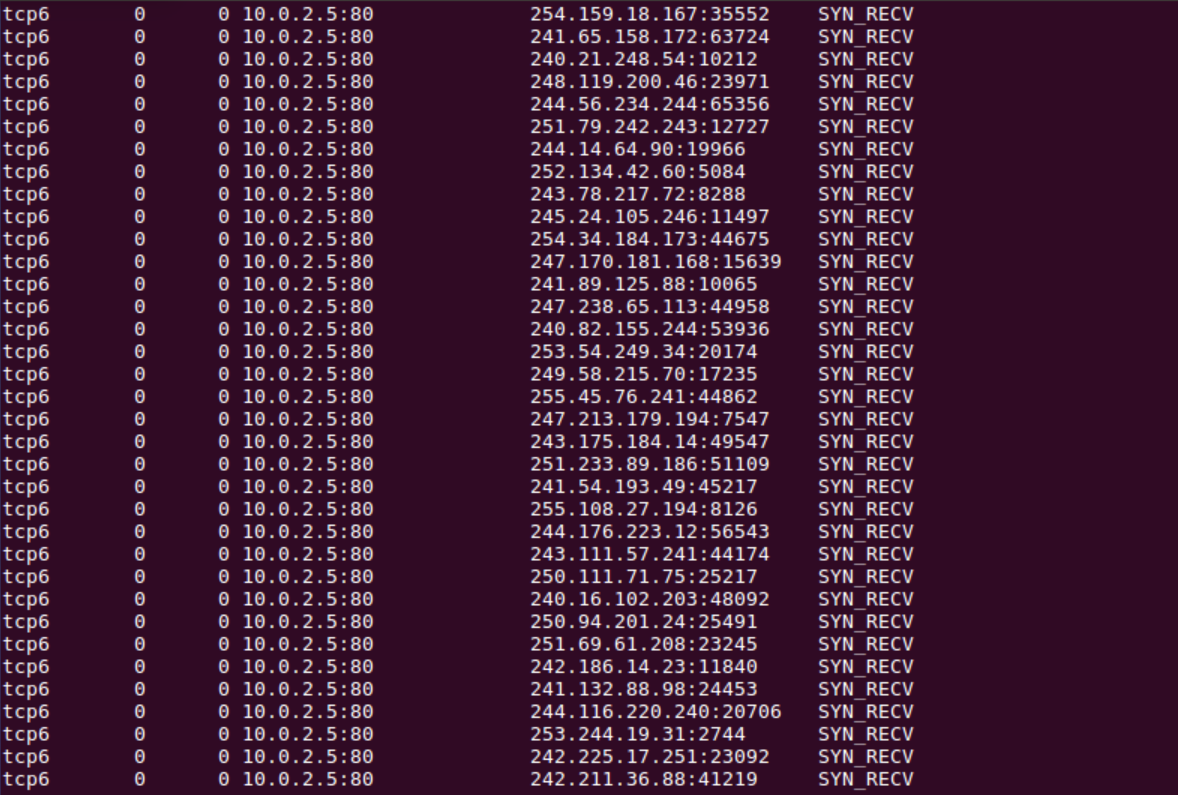 tcp6 0 0 10.0.2.5:80 254.159.18.167:35552 SYN_RECV
tcp6 0 0 10.0.2.5:80 241.65.158.172:63724 SYN_RECV
tcp6 0 0 10.0.2.5:80 240.21.248.54:10212 SYN_RECV
tcp6 0 0 10.0.2.5:80 248.119.200.46:23971 SYN_RECV
tcp6 0 0 10.0.2.5:80 244.56.234.244:65356 SYN_RECV
tcp6 0 0 10.0.2.5:80 251.79.242.243:12727 SYN_RECV
tcp6 0 0 10.0.2.5:80 244.14.64.90:19966 SYN_RECV
tcp6 0 0 10.0.2.5:80 252.134.42.60:5084 SYN_RECV
tcp6 0 0 10.0.2.5:80 243.78.217.72:8288 SYN_RECV
tcp6 0 0 10.0.2.5:80 245.24.105.246:11497 SYN_RECV
tcp6 0 0 10.0.2.5:80 254.34.184.173:44675 SYN_RECV
tcp6 0 0 10.0.2.5:80 247.170.181.168:15639 SYN_RECV
tcp6 0 0 10.0.2.5:80 241.89.125.88:10065 SYN_RECV
tcp6 0 0 10.0.2.5:80 247.238.65.113:44958 SYN_RECV
tcp6 0 0 10.0.2.5:80 240.82.155.244:53936 SYN_RECV
tcp6 0 0 10.0.2.5:80 253.54.249.34:20174 SYN_RECV
tcp6 0 0 10.0.2.5:80 249.58.215.70:17235 SYN_RECV
tcp6 0 0 10.0.2.5:80 255.45.76.241:44862 SYN_RECV
tcp6 0 0 10.0.2.5:80 247.213.179.194:7547 SYN_RECV
tcp6 0 0 10.0.2.5:80 243.175.184.14:49547 SYN_RECV
tcp6 0 0 10.0.2.5:80 251.233.89.186:51109 SYN_RECV
tcp6 0 0 10.0.2.5:80 241.54.193.49:45217 SYN_RECV
tcp6 0 0 10.0.2.5:80 255.108.27.194:8126 SYN_RECV
tcp6 0 0 10.0.2.5:80 244.176.223.12:56543 SYN_RECV
tcp6 0 0 10.0.2.5:80 243.111.57.241:44174 SYN_RECV
tcp6 0 0 10.0.2.5:80 250.111.71.75:25217 SYN_RECV
tcp6 0 0 10.0.2.5:80 240.16.102.203:48092 SYN_RECV
tcp6 0 0 10.0.2.5:80 250.94.201.24:25491 SYN_RECV
tcp6 0 0 10.0.2.5:80 251.69.61.208:23245 SYN_RECV
tcp6 0 0 10.0.2.5:80 242.186.14.23:11840 SYN_RECV
tcp6 0 0 10.0.2.5:80 241.132.88.98:24453 SYN_RECV
tcp6 0 0 10.0.2.5:80 244.116.220.240:20706 SYN_RECV
tcp6 0 0 10.0.2.5:80 253.244.19.31:2744 SYN_RECV
tcp6 0 0 10.0.2.5:80 242.225.17.251:23092 SYN_RECV
tcp6 0 0 10.0.2.5:80 242.211.36.88:41219 SYN_RECV